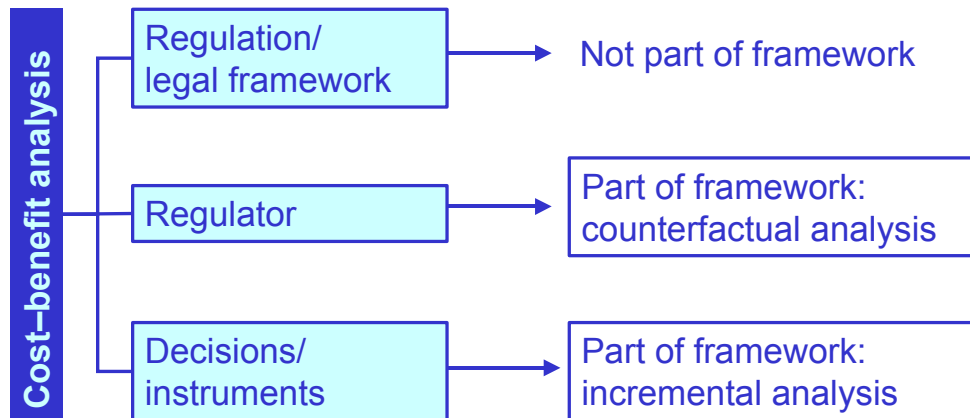 Cost–benefit analysis
Regulation/
legal framework
Not part of framework
Regulator
Part of framework:
counterfactual analysis
Decisions/
instruments
Part of framework:
incremental analysis